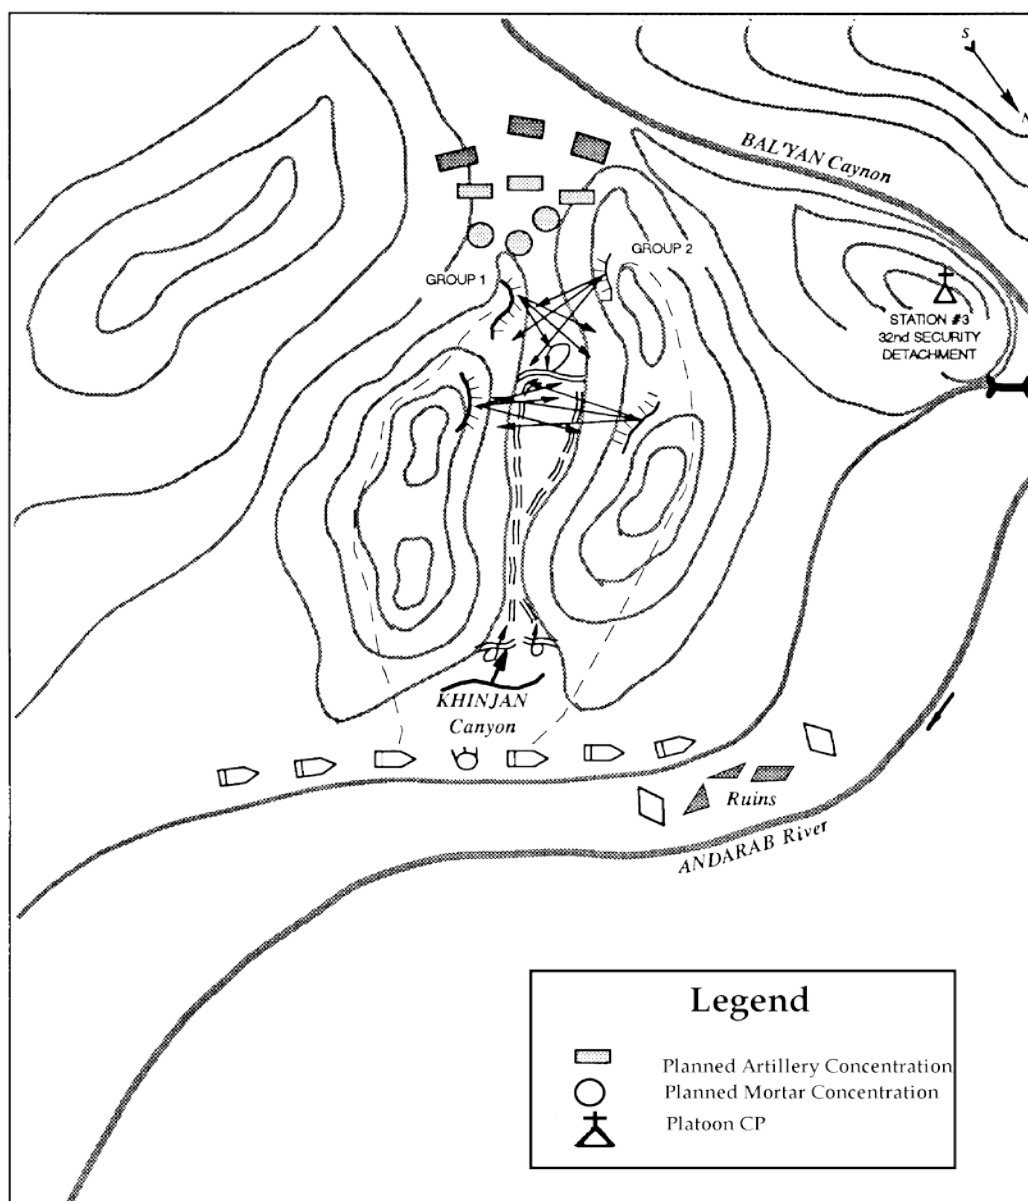 S
N
BAL'YAN Caynon
GROUP 1
GROUP 2
STATION #3
32nd SECURITY
DETACHMENT
KHINJAN
Canyon
Ruins
ANDARAB River
Legend
Planned Artillery Concentration
Planned Mortar Concentration
Platoon CP